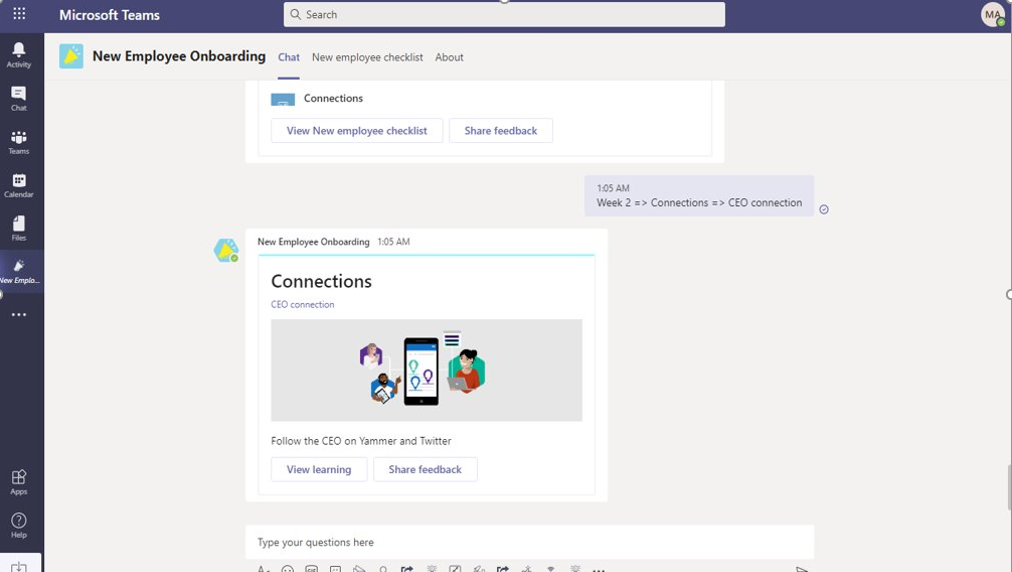 Microsoft Teams
Search
MA
Activity
Chat
Teams
Calendar
Files
New Emplo...
Apps
Help
New Employee Onboarding
Chat
New employee checklist
About
Connections
View New employee checklist
Share feedback
1:05 AM
Week 2 => Connections => CEO connection
New Employee Onboarding 1:05 AM
Connections
CEO connection
Follow the CEO on Yammer and Twitter
View learning
Share feedback
Type your questions here